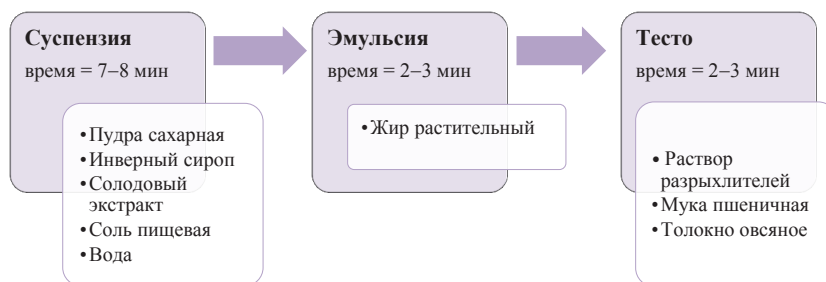 Суспензия
время = 7–8 мин
•Пудра сахарная
•Инверный сироп
•Солодовый
экстракт
•Соль пищевая
•Вода
Эмульсия
время = 2–3 мин
•Жир растительный
Тесто
время = 2–3 мин
• Раствор
разрыхлителей
•Мука пшеничная
•Толокно овсяное